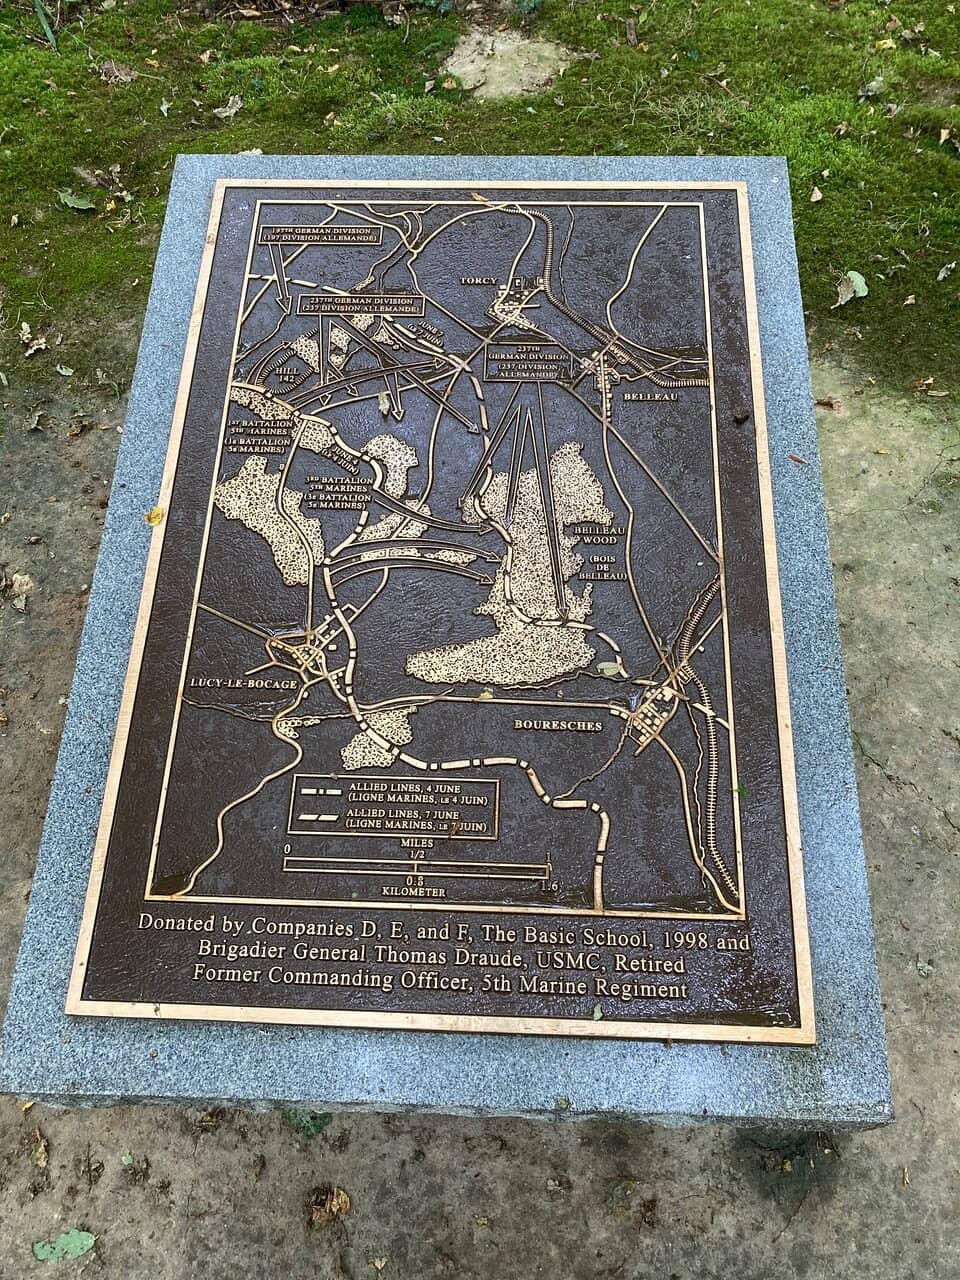 197TH GERMAN DIVISION
(197 DIVISION ALLEMANDE)
237TH GERMAN DIVISION
(237 DIVISION ALLEMANDE)
JUNE 7
(LE 7 JUIN)
TORCY
237TH
GERMAN DIVISION
(237 DIVISION
ALLEMANDE)
HILL
142
BELLEAU
1ST BATTALION
5TH MARINES
(1e BATTALION
5e MARINES)
JUNE 4
(LE 4 JUIN)
3RD BATTALION
5TH MARINES
(3e BATTALION
5e MARINES)
BELLEAU
WOOD
(BOIS
DE
BELLEAU)
LUCY-LE-BOCAGE
BOURESCHES
ALLIED LINES, 4 JUNE
(LIGNE MARINES, LE 4 JUIN)
ALLIED LINES, 7 JUNE
(LIGNE MARINES, LE 7 JUIN)
MILES
0 1/2 1
0.8 1.6
KILOMETER
Donated by Companies D, E, and F, The Basic School, 1998 and
Brigadier General Thomas Draude, USMC, Retired
Former Commanding Officer, 5th Marine Regiment